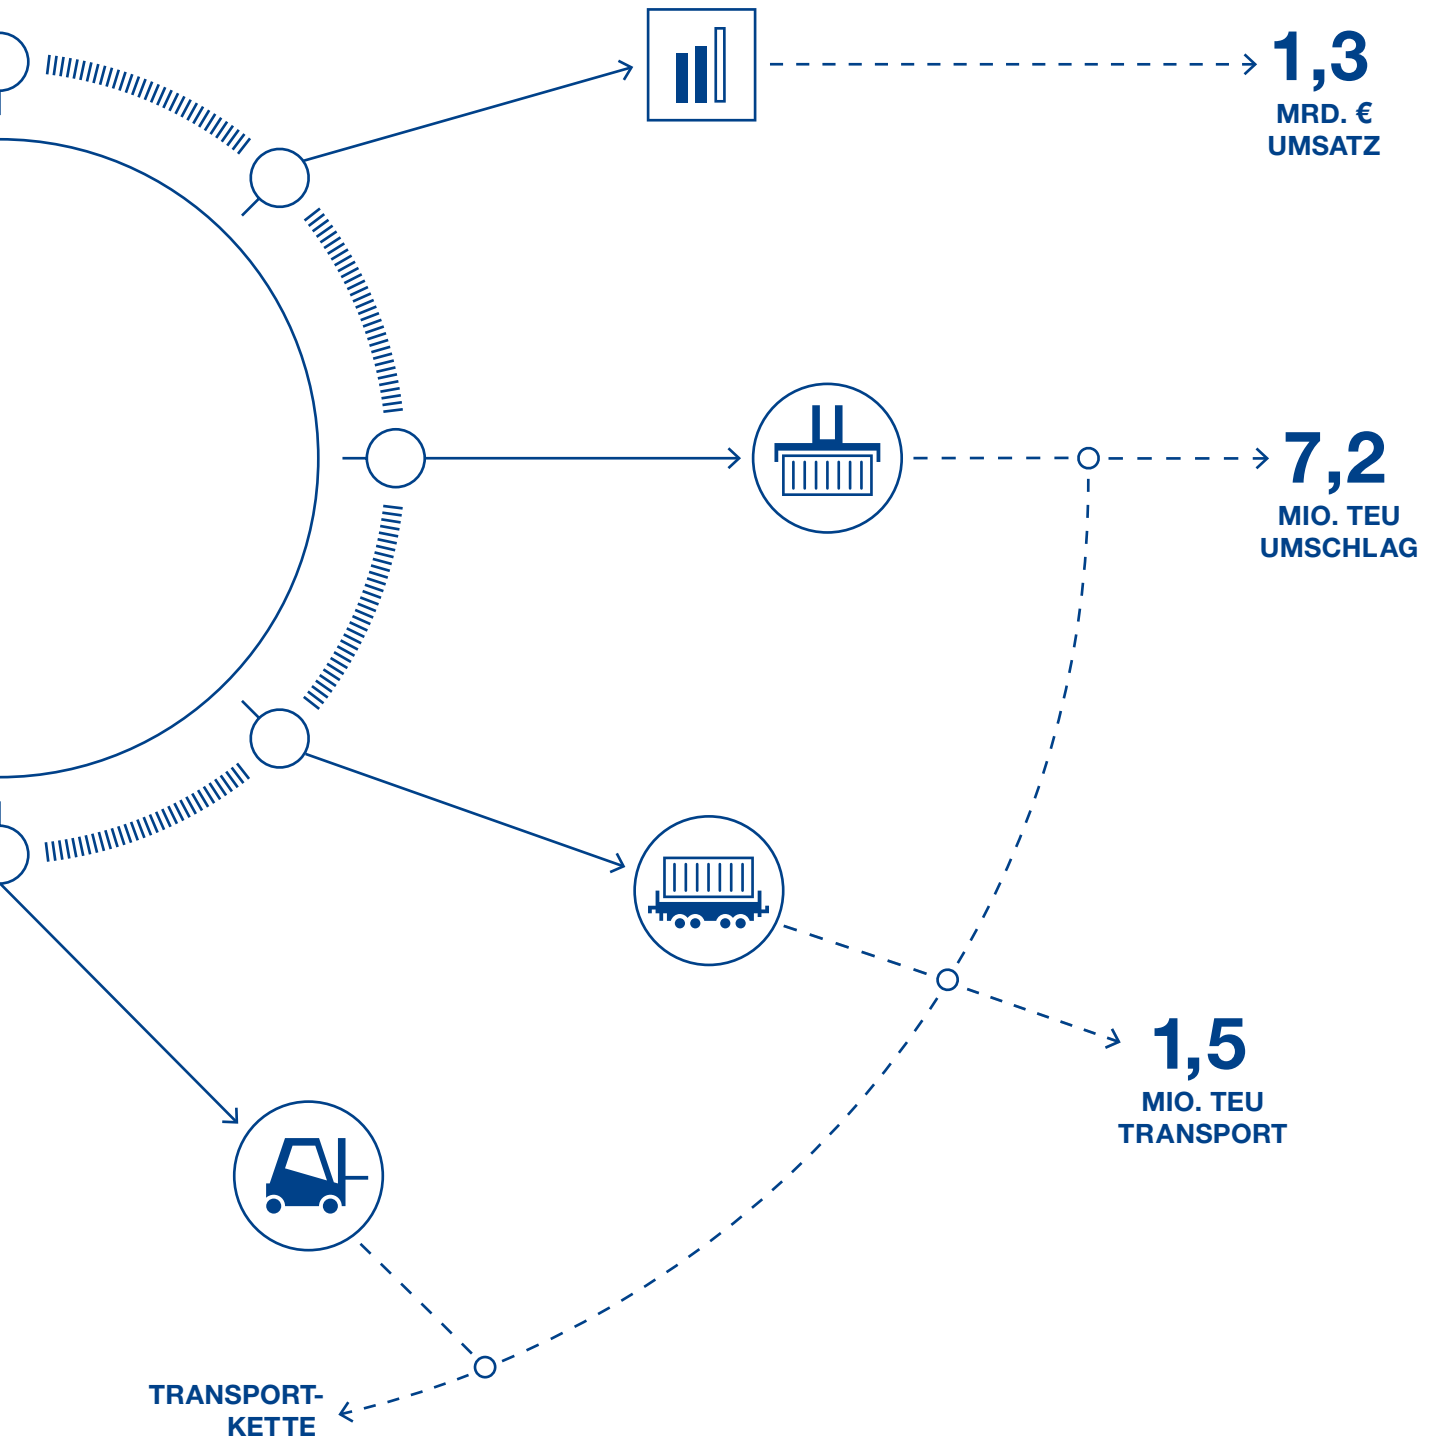 1,3
MRD. €
UMSATZ
7,2
MIO. TEU
UMSCHLAG
1,5
MIO. TEU
TRANSPORT
TRANSPORT-
KETTE